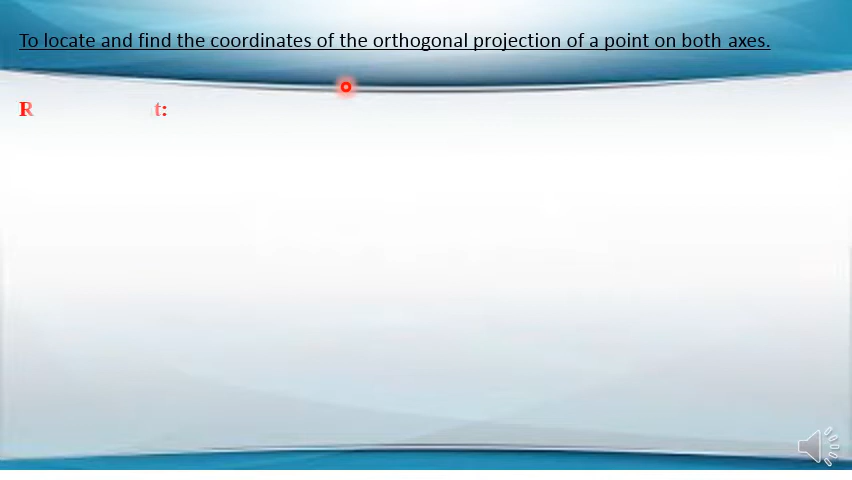 To locate and find the coordinates of the orthogonal projection of a point on both axes.
R t: